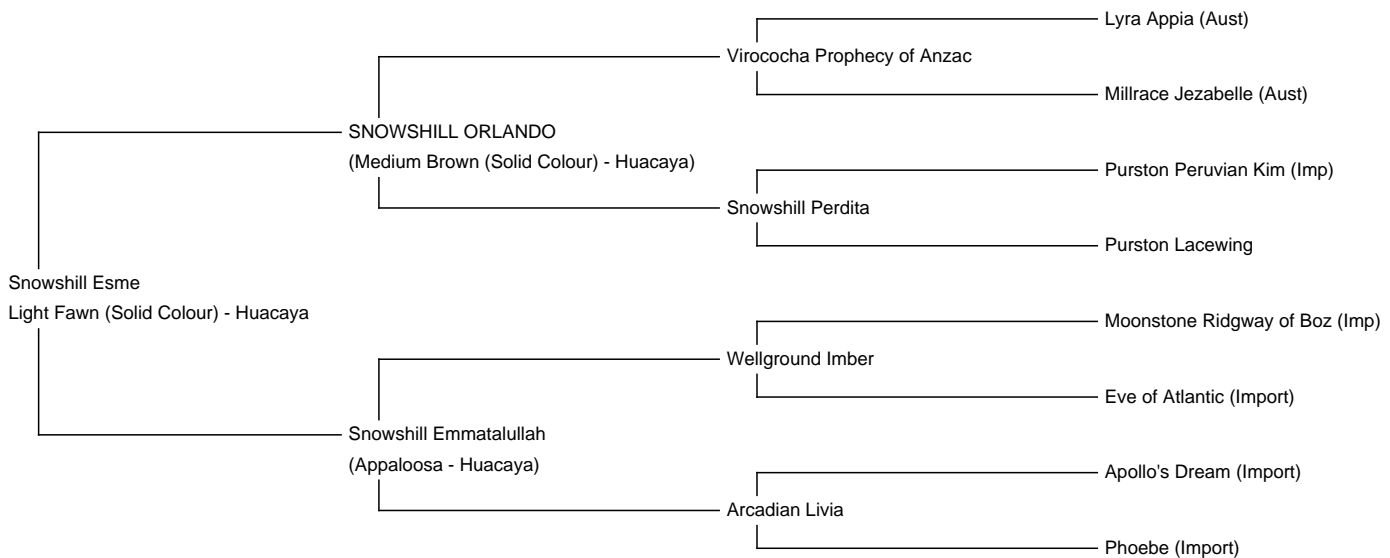 Lyra Appia (Aust)
Virococha Prophecy of Anzac
Millrace Jezabelle (Aust)
SNOWSHILL ORLANDO
(Medium Brown (Solid Colour) - Huacaya)
Purston Peruvian Kim (Imp)
Snowshill Perdita
Purston Lacewing
Snowshill Esme
Light Fawn (Solid Colour) - Huacaya
Moonstone Ridgway of Boz (Imp)
Wellground Imber
Eve of Atlantic (Import)
Snowshill Emmatalullah
(Appaloosa - Huacaya)
Apollo's Dream (Import)
Arcadian Livia
Phoebe (Import)